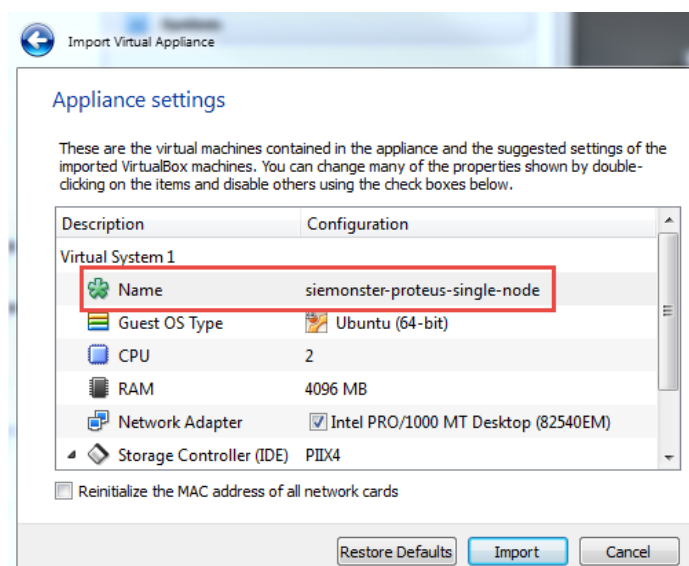 Import Virtual Appliance
Appliance settings
These are the virtual machines contained in the appliance and the suggested settings of the
imported VirtualBox machines. You can change many of the properties shown by double-
clicking on the items and disable others using the check boxes below.
Description Configuration
Virtual System 1
Name siemonster-proteus-single-node
Guest OS Type Ubuntu (64-bit)
CPU 2
RAM 4096 MB
Network Adapter Intel PRO/1000 MT Desktop (82540EM)
Storage Controller (IDE) PIIX4
Reinitialize the MAC address of all network cards
Restore Defaults Import Cancel